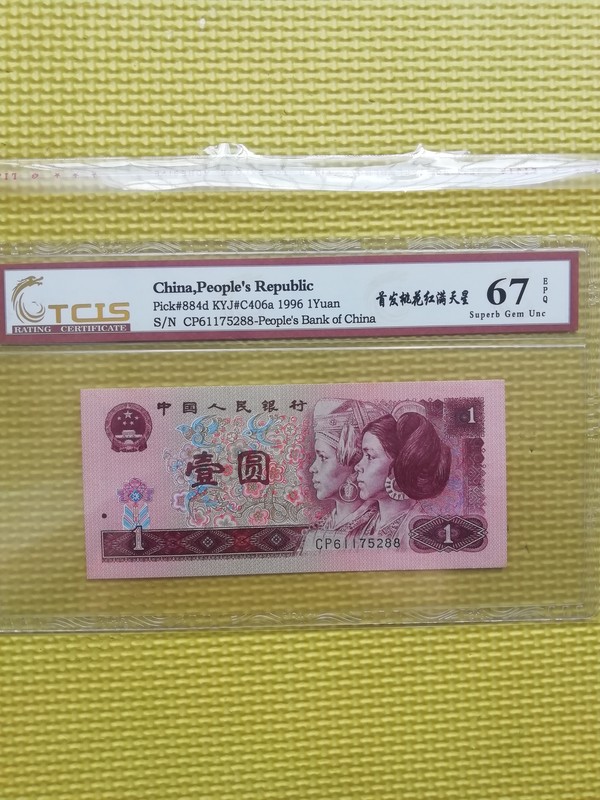 TCIS
RATING CERTIFICATE
China,People's Republic
Pick#884d KYJ#C406a 1996 1Yuan
S/N CP61175288-People's Bank of China
首发桃花红满天星
67
EPQ
Superb Gem Unc
中国人民银行
1
壹圆
1
CP61175288
1